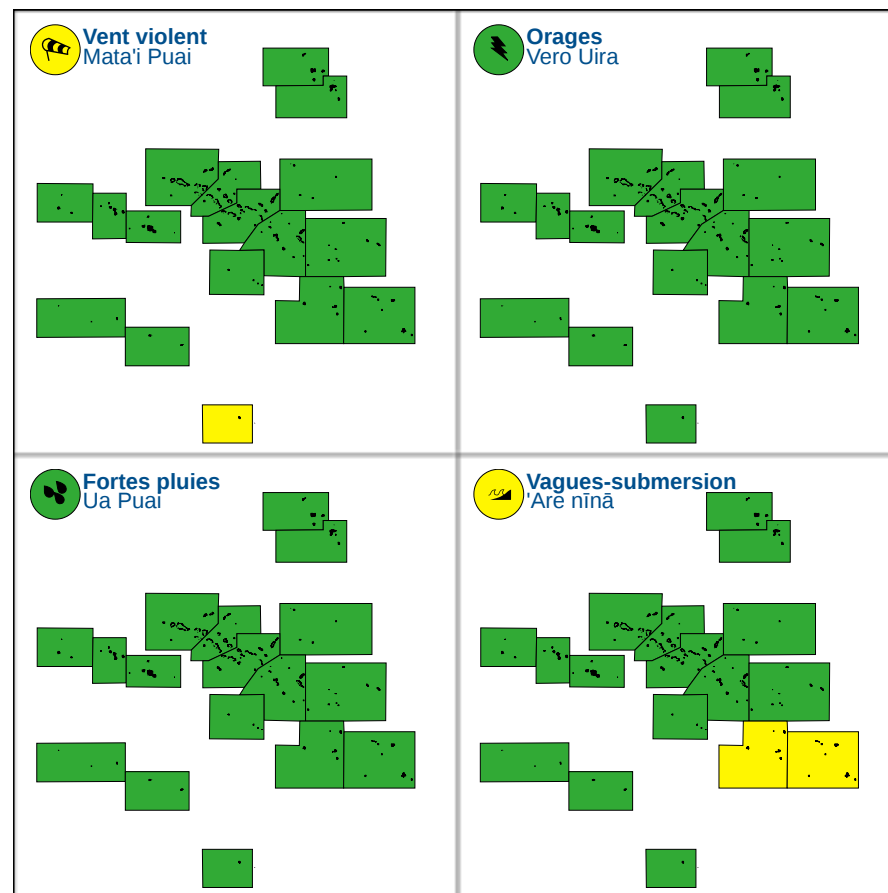 Vent violent
Mata'i Puai
Orages
Vero Uira
Fortes pluies
Ua Puai
Vagues-submersion
'Are nīnā